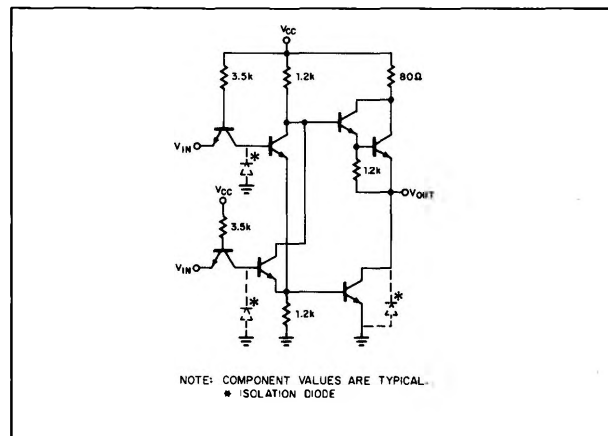 VCC
3.5k
1.2k
80Ω
VIN
*
1.2k
VOUT
VCC
3.5k
VIN
*
*
1.2k
NOTE: COMPONENT VALUES ARE TYPICAL.
* ISOLATION DIODE